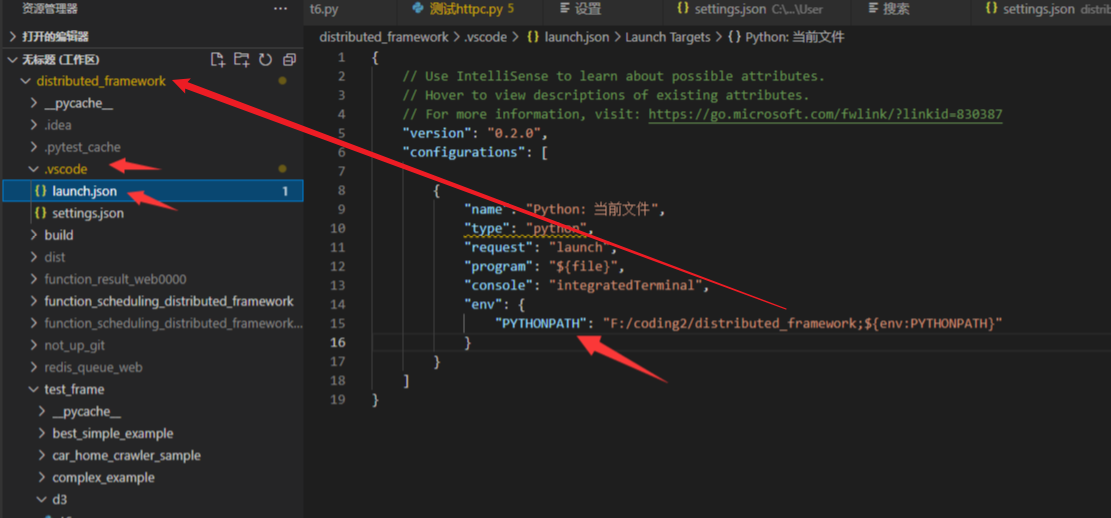 资源管理器
···
t6.py
测试httpc.py 5
设置
{} settings.json C:\...\User
搜索
{} settings.json distrib
打开的编辑器
无标题 (工作区)
distributed_framework
__pycache__
.idea
.pytest_cache
.vscode
{} launch.json 1
{} settings.json
build
dist
function_result_web0000
function_scheduling_distributed_framework
function_scheduling_distributed_framework...
not_up_git
redis_queue_web
test_frame
__pycache__
best_simple_example
car_home_crawler_sample
complex_example
d3
distributed_framework > .vscode > {} launch.json > Launch Targets > {} Python: 当前文件
1 {
2 // Use IntelliSense to learn about possible attributes.
3 // Hover to view descriptions of existing attributes.
4 // For more information, visit: https://go.microsoft.com/fwlink/?linkid=830387
5 "version": "0.2.0",
6 "configurations": [
7
8 {
9 "name": "Python: 当前文件",
10 "type": "python",
11 "request": "launch",
12 "program": "${file}",
13 "console": "integratedTerminal",
14 "env": {
15 "PYTHONPATH": "F:/coding2/distributed_framework;${env:PYTHONPATH}"
16 }
17 }
18 ]
19 }